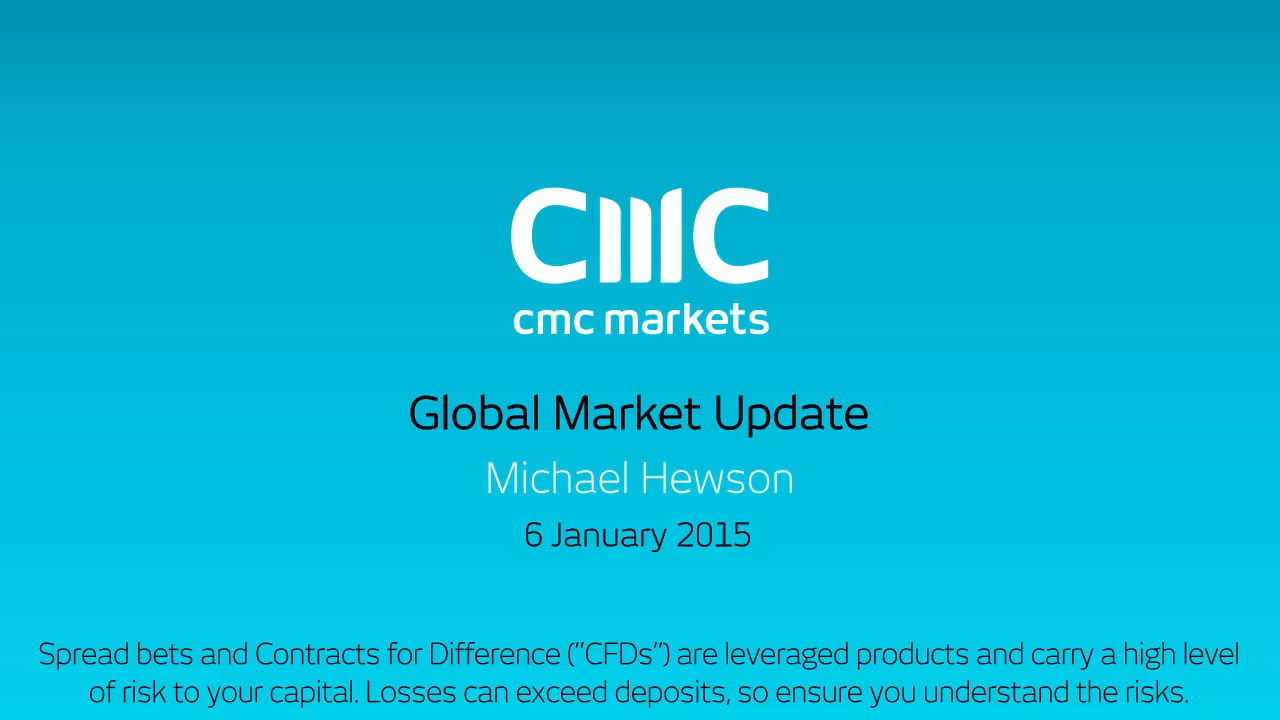 CMC
cmc markets
Global Market Update
Michael Hewson
6 January 2015
Spread bets and Contracts for Difference (“CFDs”) are leveraged products and carry a high level
of risk to your capital. Losses can exceed deposits, so ensure you understand the risks.